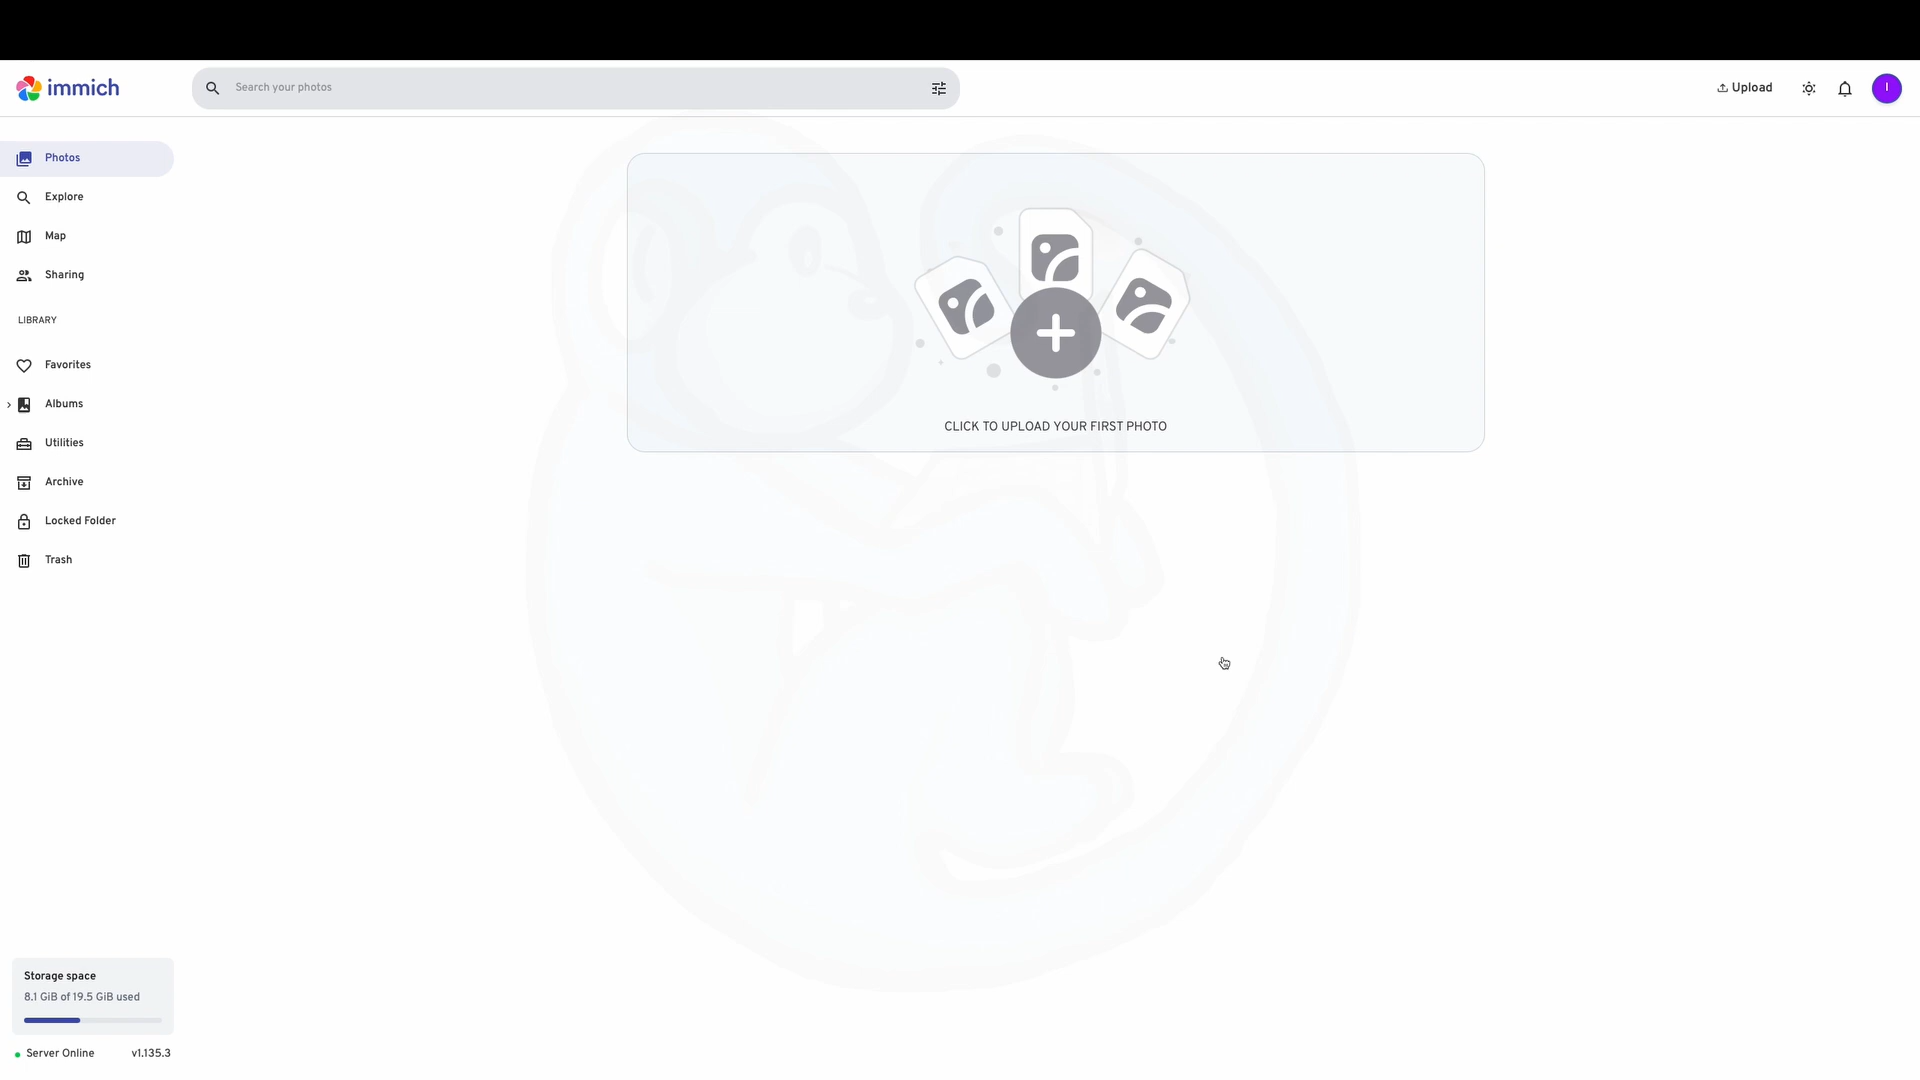 immich
Search your photos
Upload
I
Photos
Explore
Map
Sharing
LIBRARY
Favorites
Albums
Utilities
Archive
Locked Folder
Trash
CLICK TO UPLOAD YOUR FIRST PHOTO
Storage space
8.1 GiB of 19.5 GiB used
Server Online v1.135.3